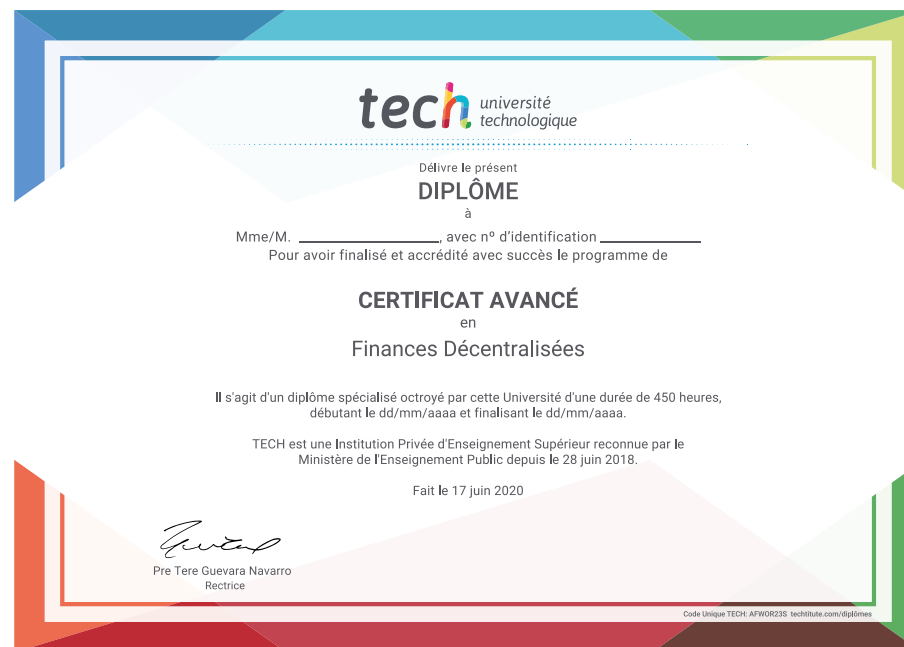 tech université
technologique
Délivre le présent
DIPLÔME
à
Mme/M. ____________________, avec nº d'identification ______________
Pour avoir finalisé et accrédité avec succès le programme de
CERTIFICAT AVANCÉ
en
Finances Décentralisées
Il s'agit d'un diplôme spécialisé octroyé par cette Université d'une durée de 450 heures,
débutant le dd/mm/aaaa et finalisant le dd/mm/aaaa.
TECH est une Institution Privée d'Enseignement Supérieur reconnue par le
Ministère de l'Enseignement Public depuis le 28 juin 2018.
Fait le 17 juin 2020
Pre Tere Guevara Navarro
Rectrice
Code Unique TECH: AFWOR23S techtitute.com/diplômes